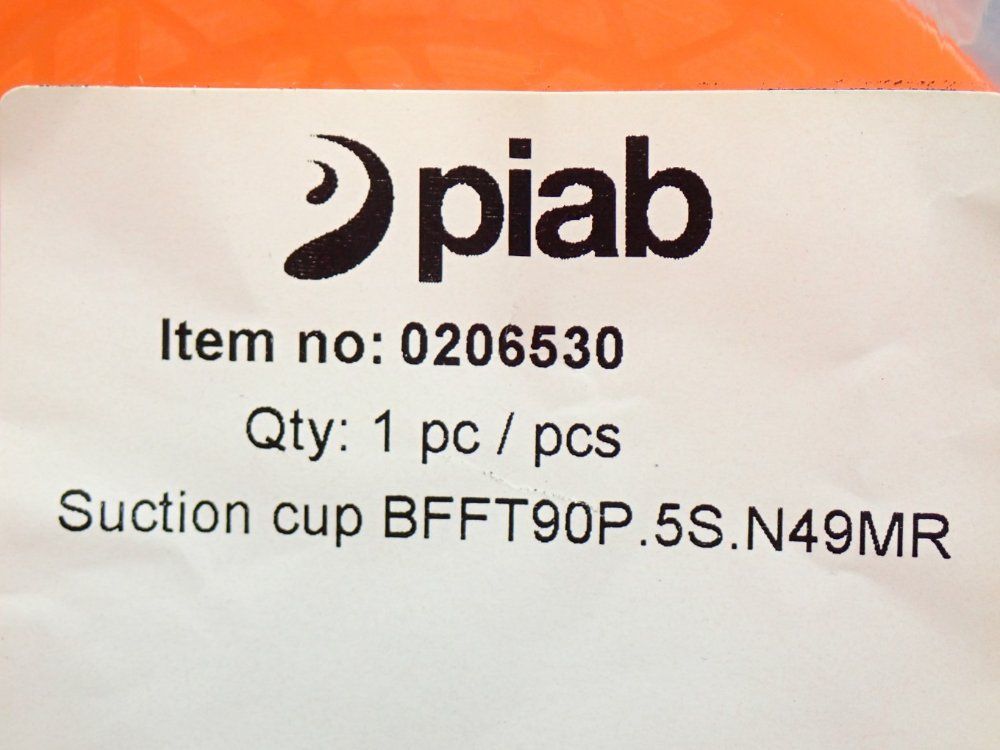 piab
Item no: 0206530
Qty: 1 pc / pcs
Suction cup BFFT90P.5S.N49MR